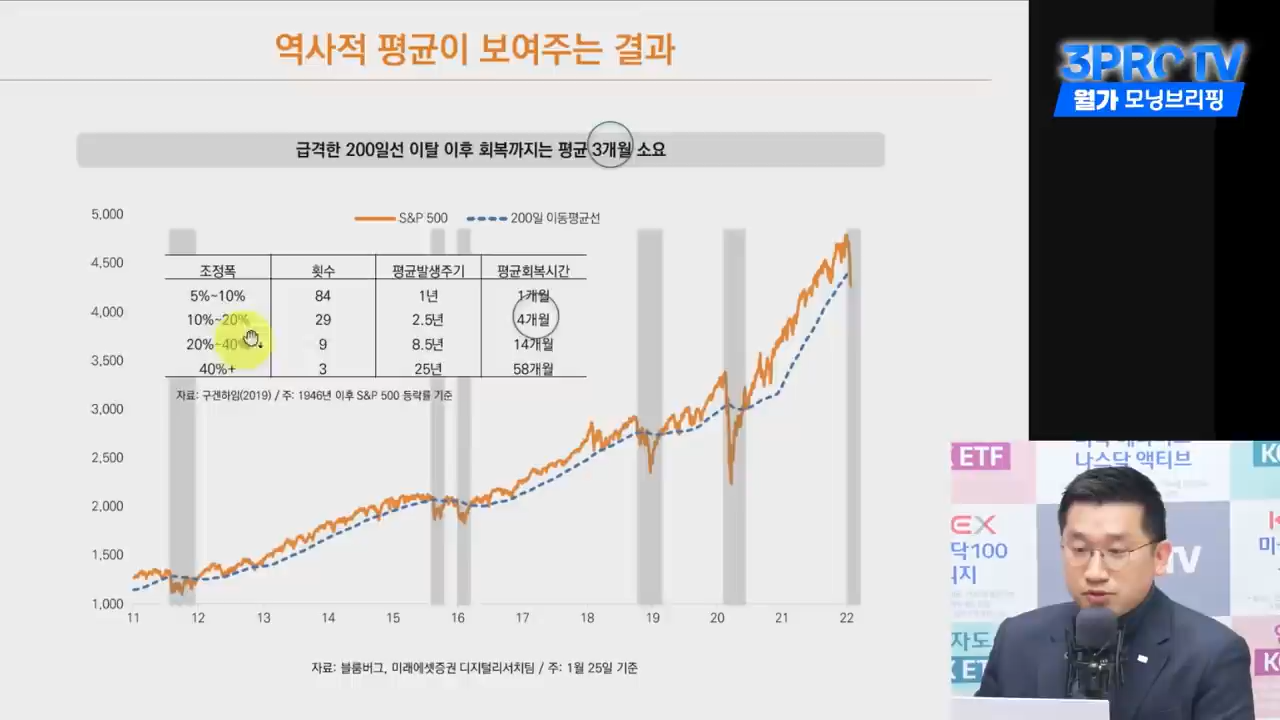 역사적 평균이 보여주는 결과
3PRO TV
월가 모닝브리핑
급격한 200일선 이탈 이후 회복까지는 평균 3개월 소요
S&P 500
200일 이동평균선
5,000
4,500
4,000
3,500
3,000
2,500
2,000
1,500
1,000
조정폭 횟수 평균발생주기 평균회복시간
5%~10% 84 1년 1개월
10%~20% 29 2.5년 4개월
20%~40% 9 8.5년 14개월
40%+ 3 25년 58개월
자료: 구겐하임(2019) / 주: 1946년 이후 S&P 500 등락률 기준
11 12 13 14 15 16 17 18 19 20 21 22
자료: 블룸버그, 미래에셋증권 디지털리서치팀 / 주: 1월 25일 기준
ETF
나스닥 액티브
EX
닥100
TV
자도
ETF